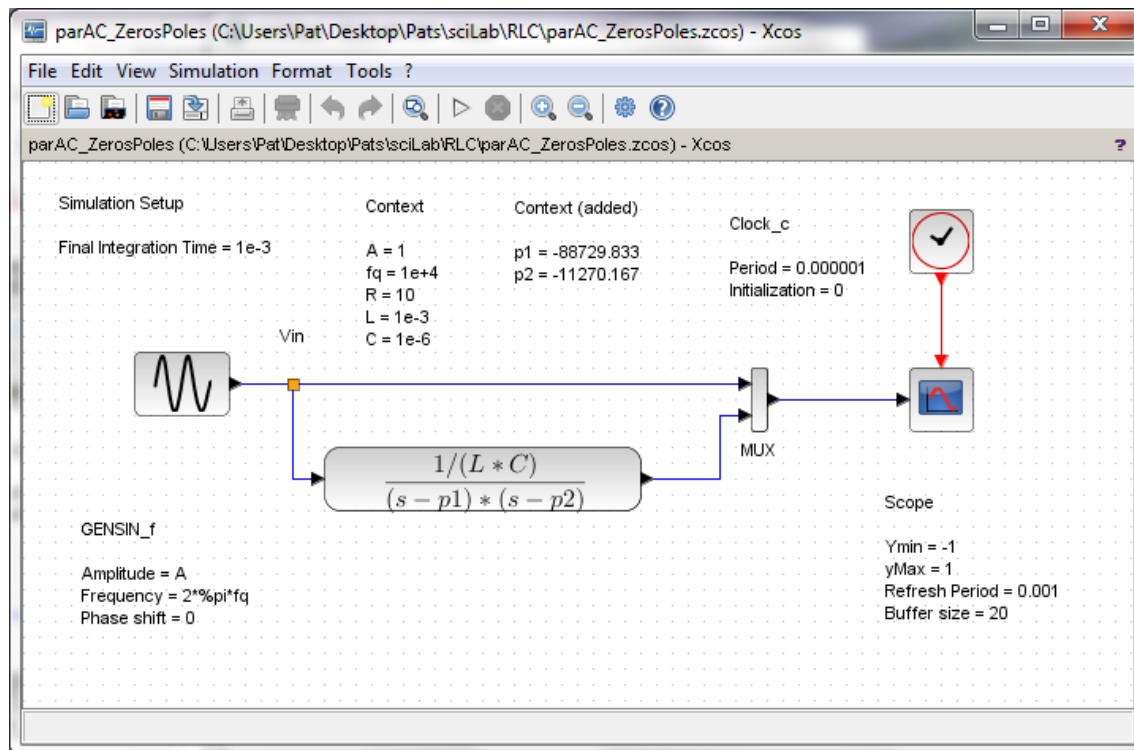 parAC_ZerosPoles (C:\Users\Pat\Desktop\Pats\sciLab\RLC\parAC_ZerosPoles.zcos) - Xcos
File Edit View Simulation Format Tools ?
parAC_ZerosPoles (C:\Users\Pat\Desktop\Pats\sciLab\RLC\parAC_ZerosPoles.zcos) - Xcos ?
Simulation Setup
Final Integration Time = 1e-3
Context
A = 1
fq = 1e+4
R = 10
L = 1e-3
C = 1e-6
Context (added)
p1 = -88729.833
p2 = -11270.167
Clock_c
Period = 0.000001
Initialization = 0
Vin
1/(L * C)
(s − p1) * (s − p2)
MUX
GENSIN_f
Amplitude = A
Frequency = 2*%pi*fq
Phase shift = 0
Scope
Ymin = -1
yMax = 1
Refresh Period = 0.001
Buffer size = 20